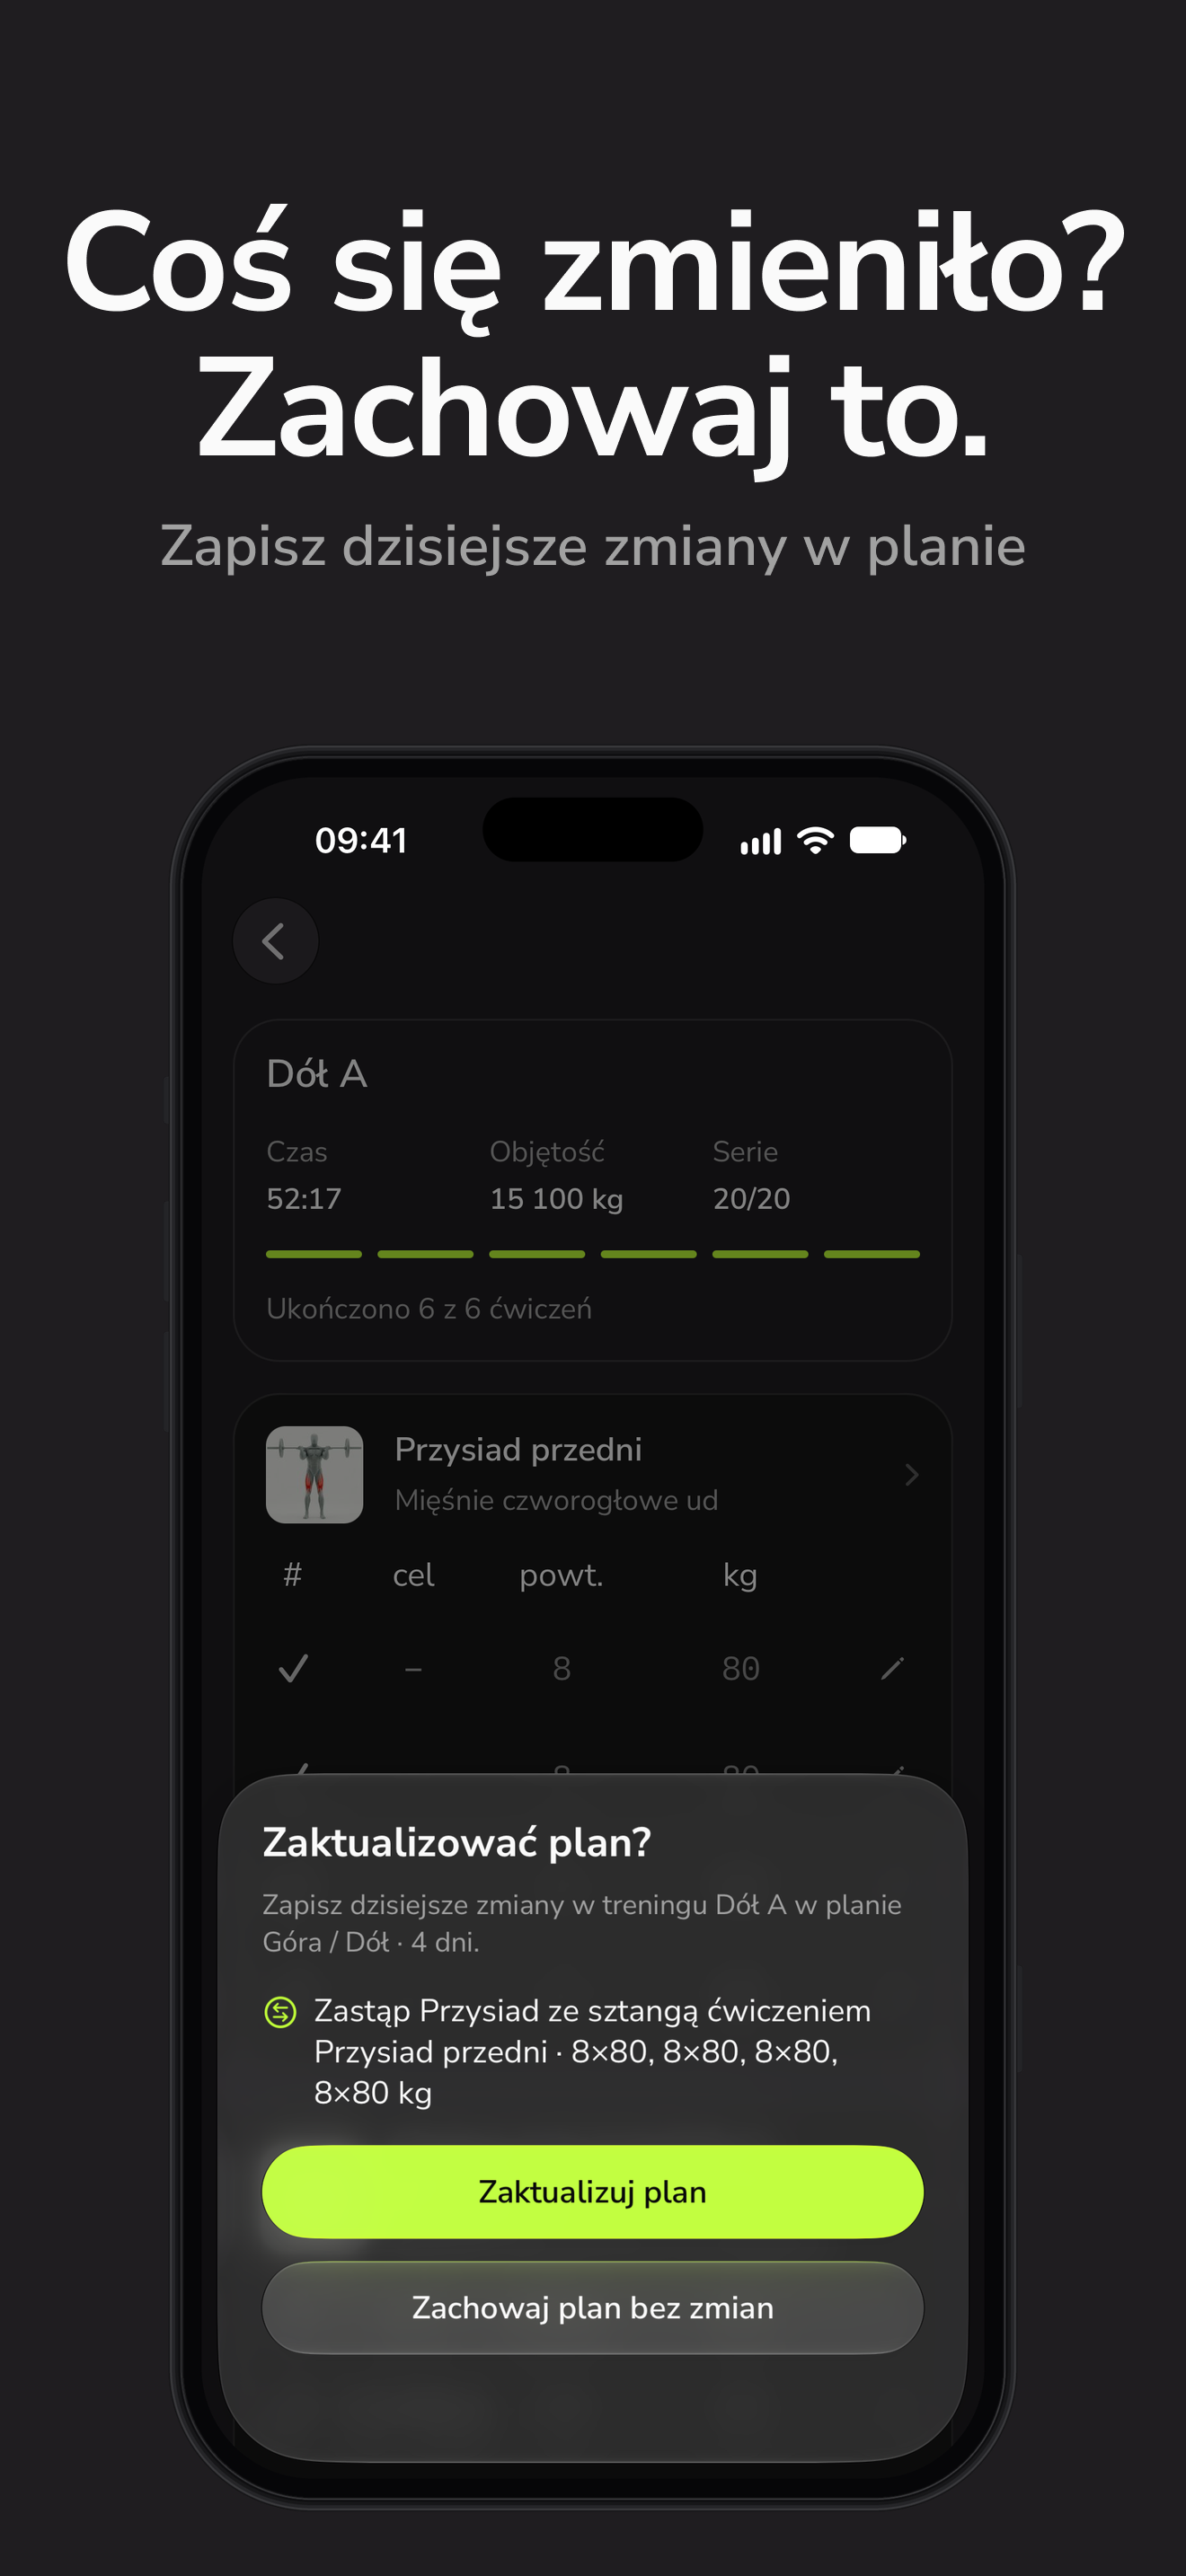 Coś się zmieniło?
Zachowaj to.
Zapisz dzisiejsze zmiany w planie
09:41
Dół A
Czas Objętość Serie
52:17 15 100 kg 20/20
Ukończono 6 z 6 ćwiczeń
Przysiad przedni
Mięśnie czworogłowe ud
# cel powt. kg
– 8 80
8 80
Zaktualizować plan?
Zapisz dzisiejsze zmiany w treningu Dół A w planie
Góra / Dół · 4 dni.
Zastąp Przysiad ze sztangą ćwiczeniem
Przysiad przedni · 8×80, 8×80, 8×80,
8×80 kg
Zaktualizuj plan
Zachowaj plan bez zmian